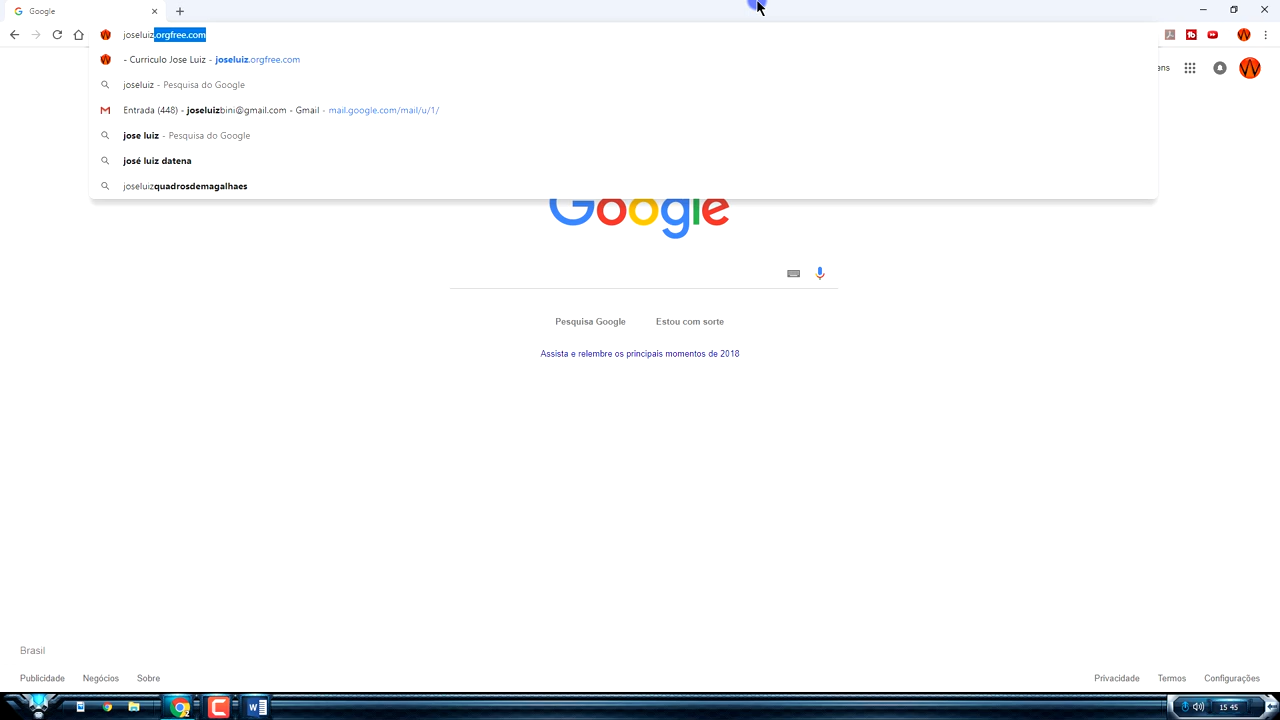 Google
joseluiz.orgfree.com
- Curriculo Jose Luiz - joseluiz.orgfree.com
joseluiz - Pesquisa do Google
Entrada (448) - joseluizbini@gmail.com - Gmail - mail.google.com/mail/u/1/
jose luiz - Pesquisa do Google
josé luiz datena
joseluizquadrosdemagalhaes
ens
Google
Pesquisa Google Estou com sorte
Assista e relembre os principais momentos de 2018
Brasil
Publicidade Negócios Sobre Privacidade Termos Configurações
15 45